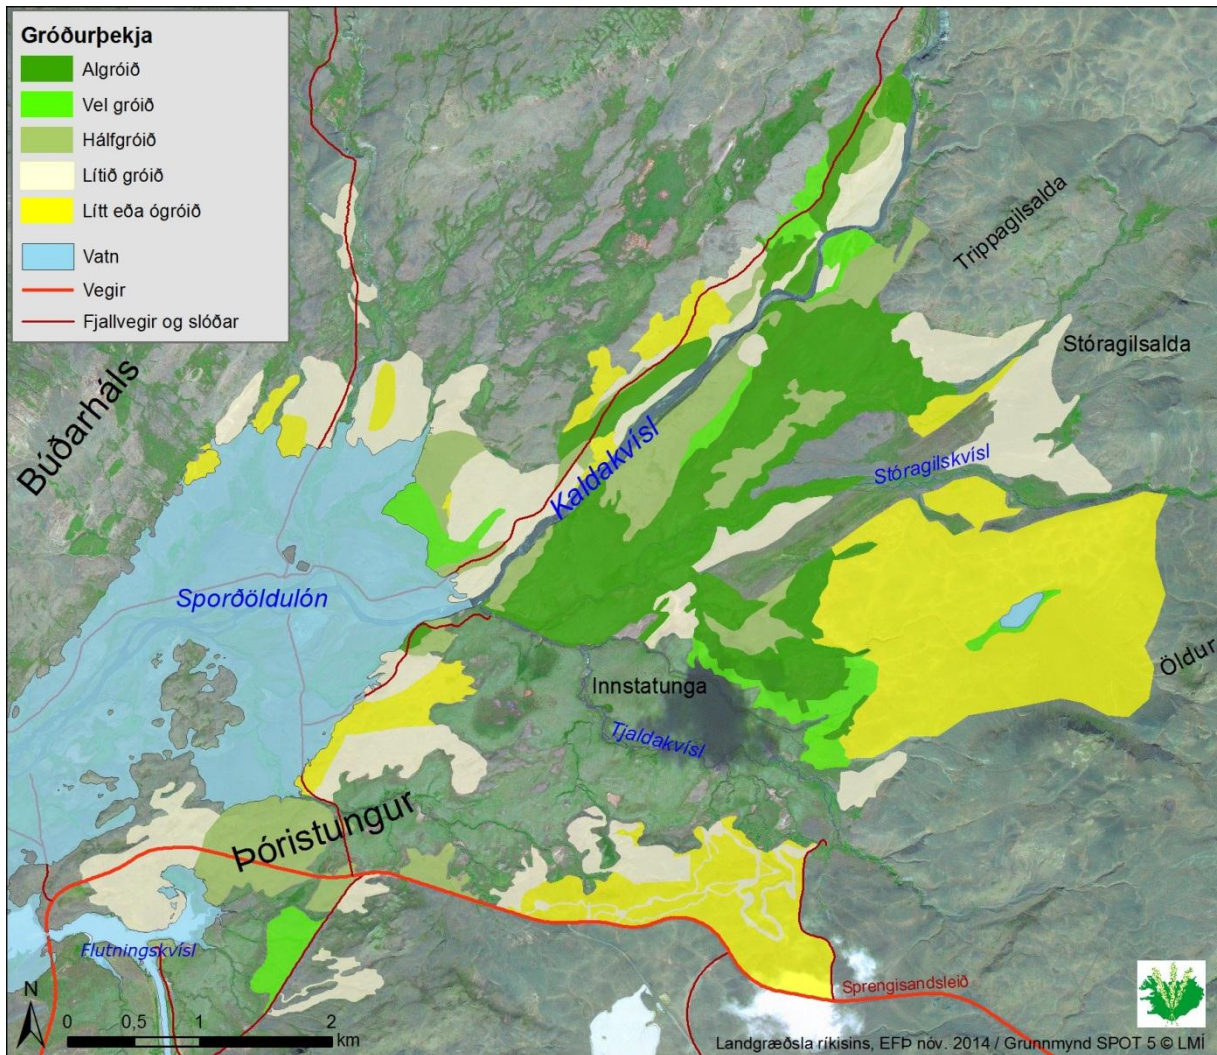 Gróðurþekja
Algróið
Vel gróið
Hálfgróið
Lítið gróið
Lítt eða ógróið
Vatn
Vegir
Fjallvegir og slóðar
Trippagilsalda
Stóragilsalda
Búðarháls
Kaldakvísl
Stóragilskvísl
Sporðöldulón
Öldur
Innstatunga
Tjaldakvísl
Þóristungur
Flutningskvísl
Sprengisandsleið
N
0 0,5 1 2
km
Landgræðsla ríkisins, EFÞ nóv. 2014 / Grunnmynd SPOT 5 © LMÍ